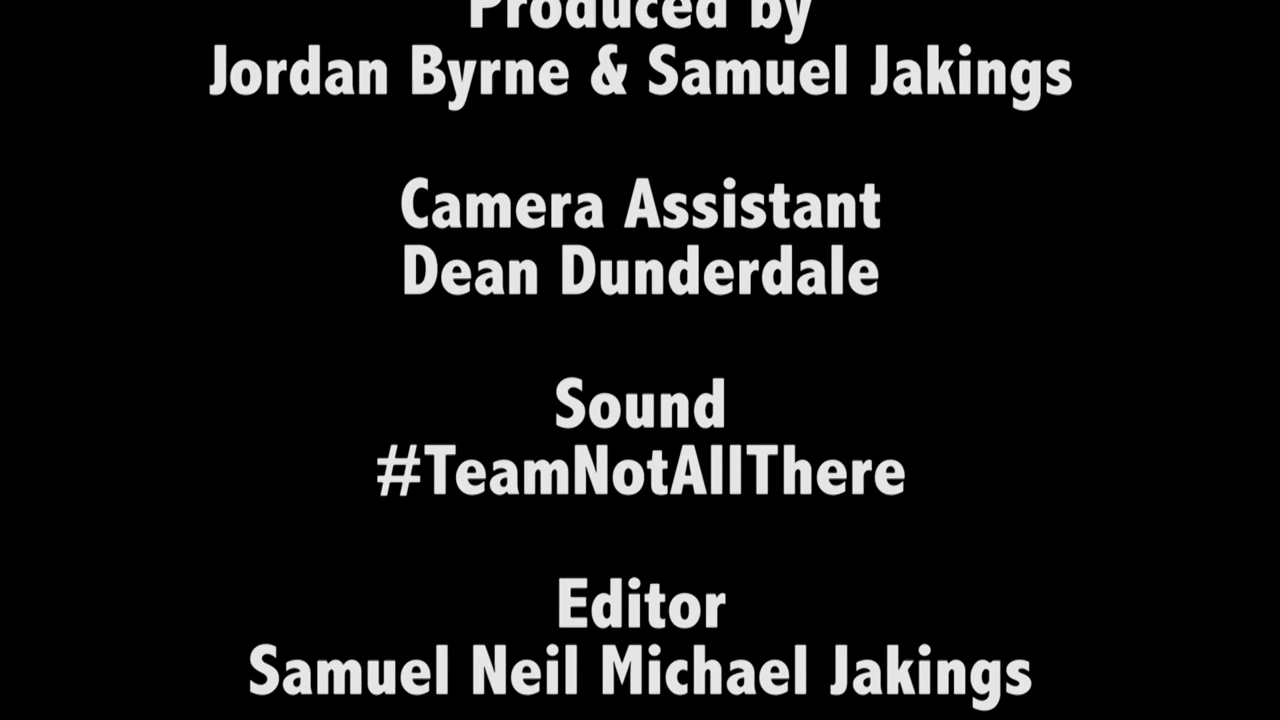 Produced by
Jordan Byrne & Samuel Jakings
Camera Assistant
Dean Dunderdale
Sound
#TeamNotAllThere
Editor
Samuel Neil Michael Jakings